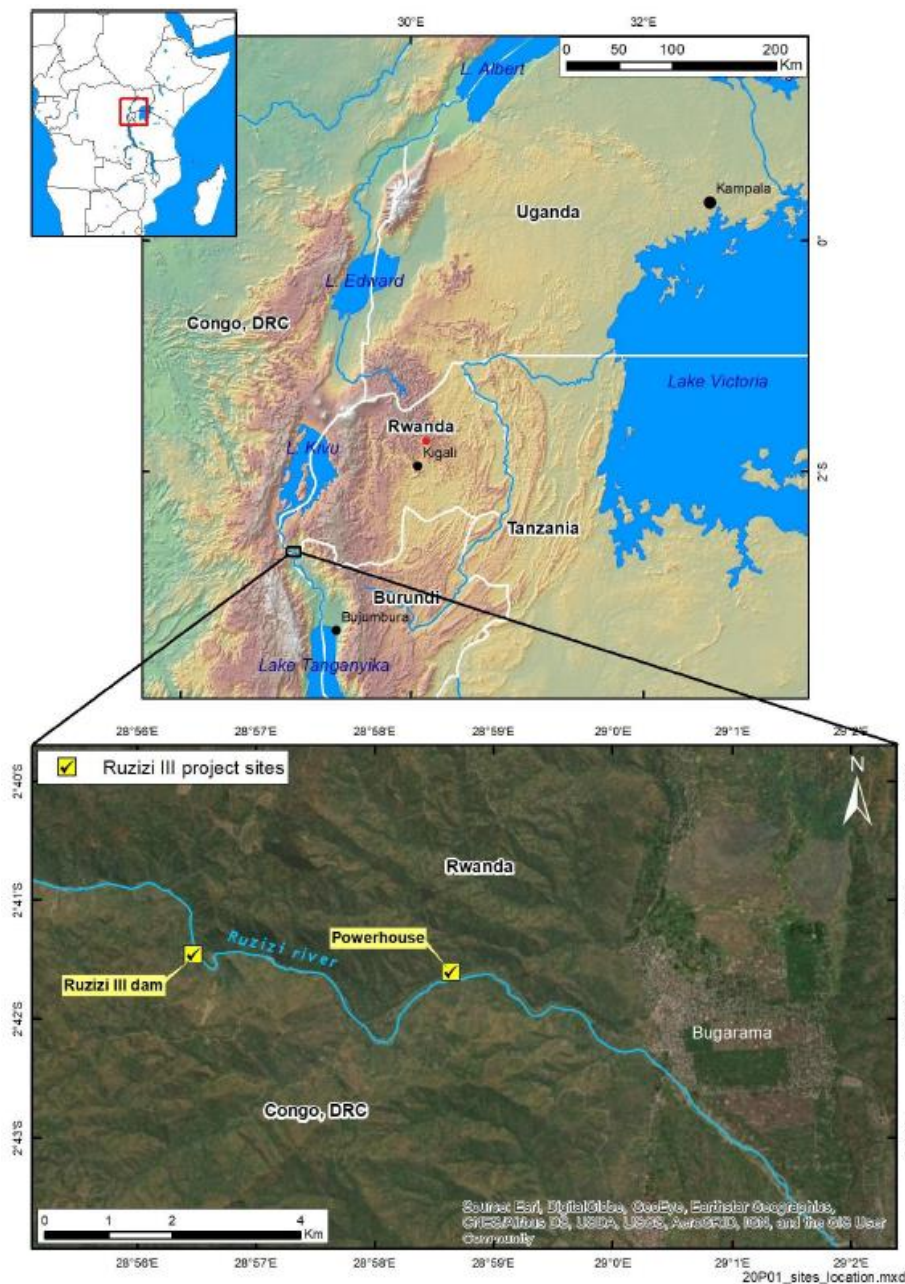 30°E
32°E
0 50 100 200
Km
L. Albert
Kampala
Uganda
0°
L. Edward
Congo, DRC
Lake Victoria
Rwanda
L. Kivu
Kigali
2°S
Tanzania
Burundi
Bujumbura
Lake Tanganyika
28°56'E 28°57'E 28°58'E 28°59'E 29°0'E 29°1'E 29°2'E
Ruzizi III project sites
N
2°40'S
Rwanda
2°41'S
Ruzizi river
Powerhouse
Ruzizi III dam
2°42'S
Bugarama
Congo, DRC
2°43'S
0 1 2 4
Km
Source: Esri, DigitalGlobe, GeoEye, Earthstar Geographics,
CNES/Airbus DS, USDA, USGS, AeroGRID, IGN, and the GIS User
Community
28°56'E 28°57'E 28°58'E 28°59'E 29°0'E 29°1'E 29°2'E
20P01_sites_location.mxd